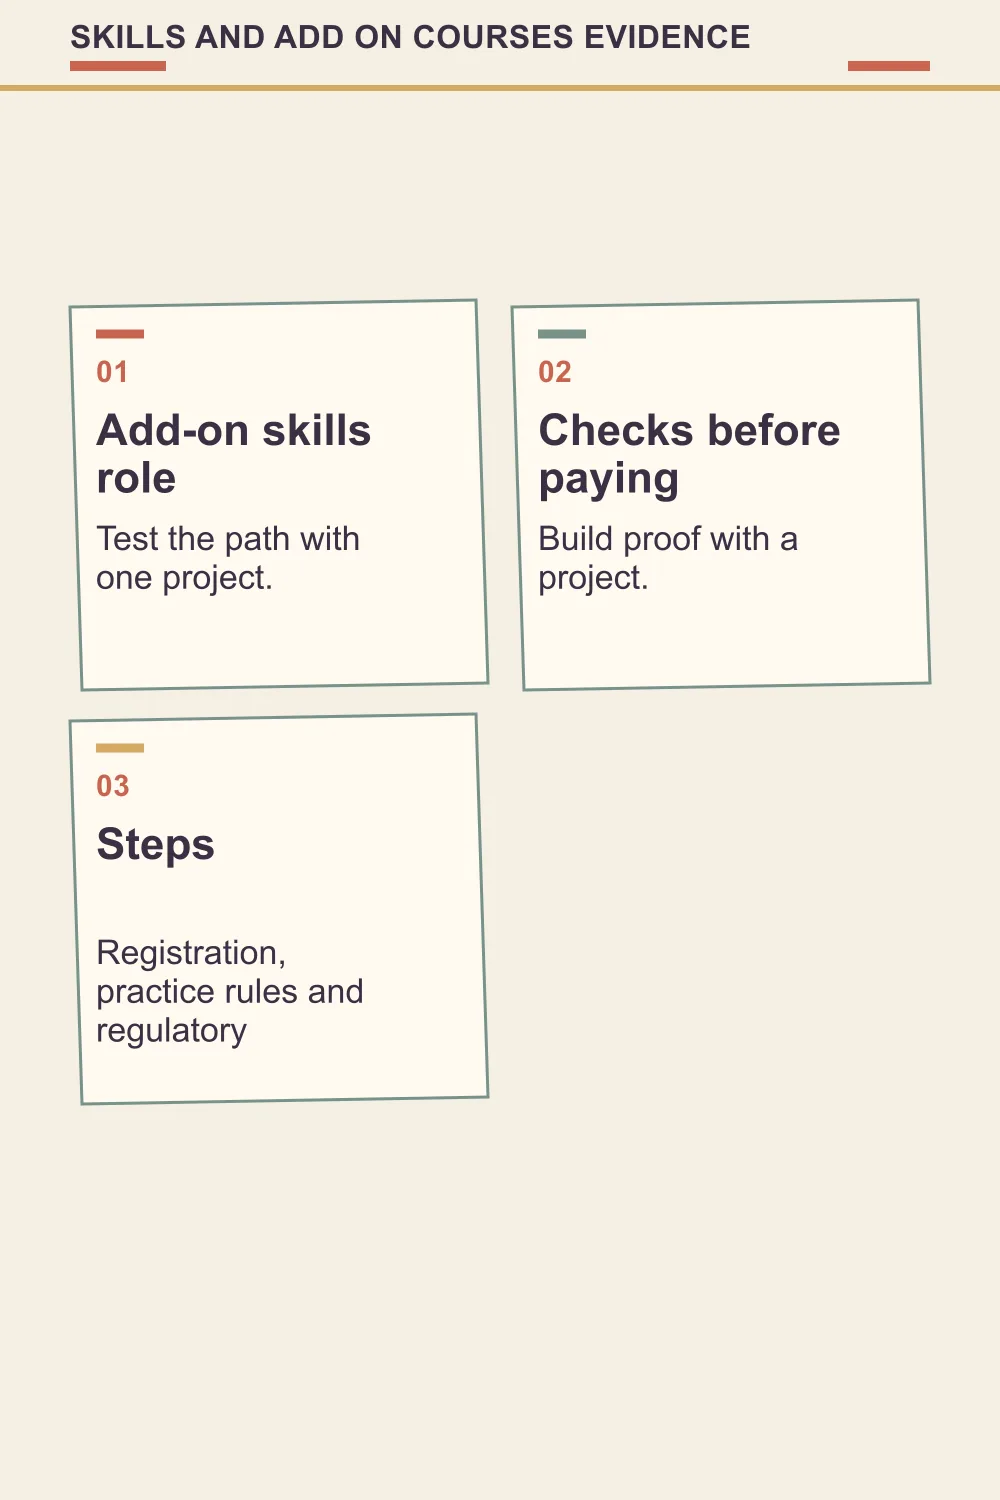 SKILLS AND ADD ON COURSES EVIDENCE
01
Add-on skills
role
Test the path with
one project.
02
Checks before
paying
Build proof with a
project.
03
Steps
Registration,
practice rules and
regulatory